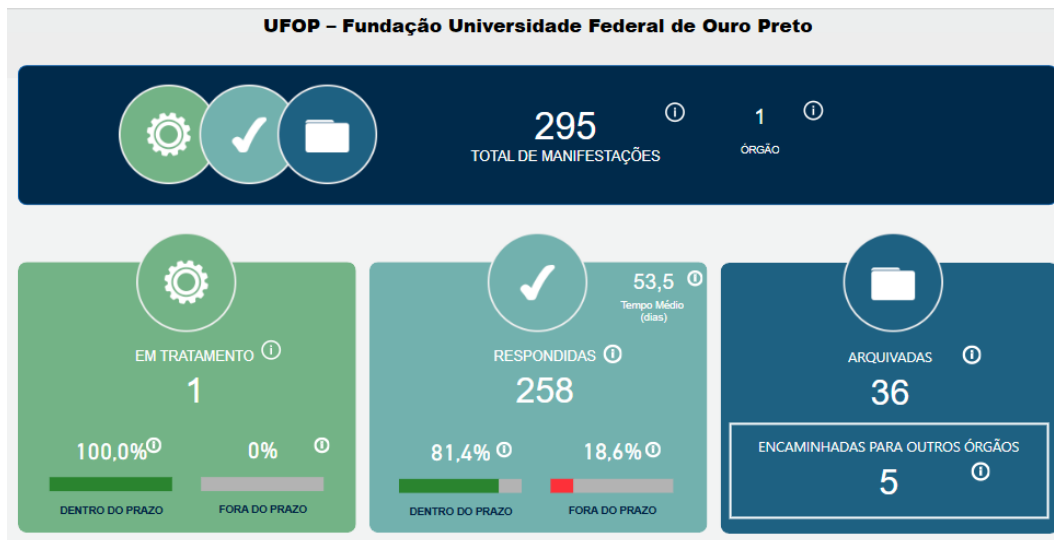 UFOP – Fundação Universidade Federal de Ouro Preto
295
TOTAL DE MANIFESTAÇÕES
1
ÓRGÃO
EM TRATAMENTO
1
100,0%
0%
DENTRO DO PRAZO
FORA DO PRAZO
53,5
Tempo Médio
(dias)
RESPONDIDAS
258
81,4%
18,6%
DENTRO DO PRAZO
FORA DO PRAZO
ARQUIVADAS
36
ENCAMINHADAS PARA OUTROS ÓRGÃOS
5